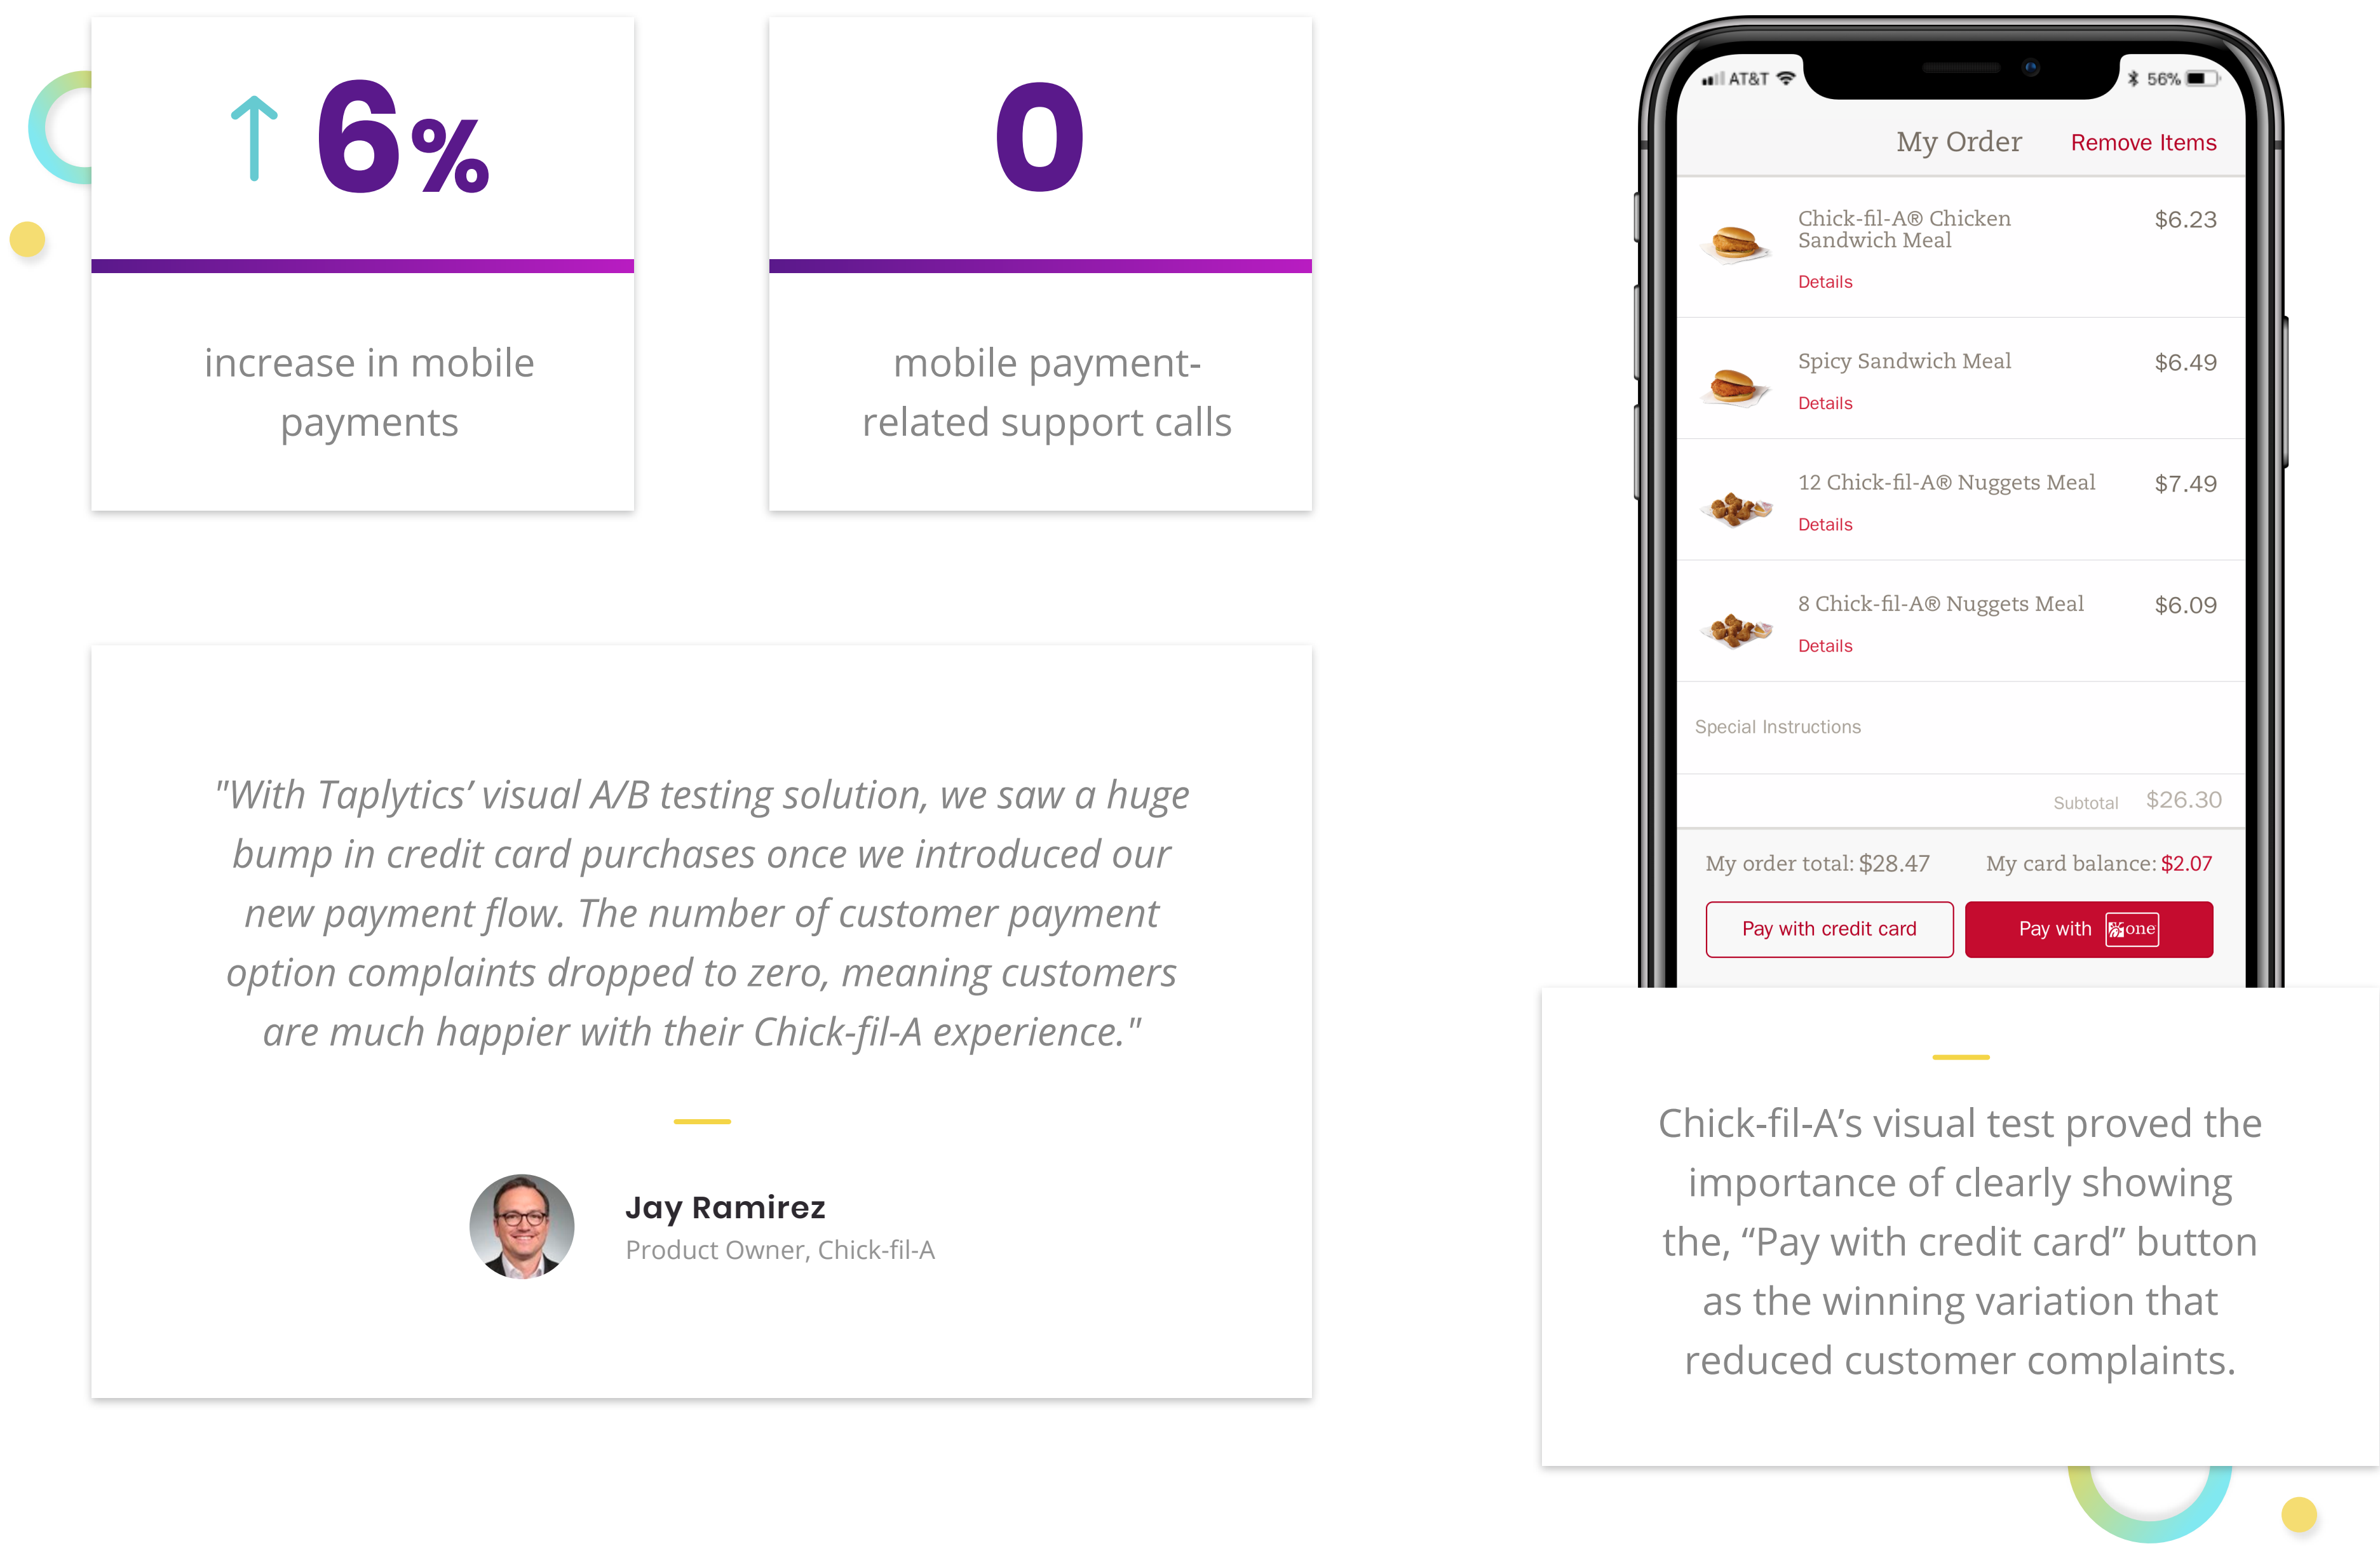 ↑ 6%
increase in mobile
payments
0
mobile payment-
related support calls
"With Taplytics’ visual A/B testing solution, we saw a huge
bump in credit card purchases once we introduced our
new payment flow. The number of customer payment
option complaints dropped to zero, meaning customers
are much happier with their Chick-fil-A experience."
Jay Ramirez
Product Owner, Chick-fil-A
AT&T 56%
My Order Remove Items
Chick-fil-A® Chicken $6.23
Sandwich Meal
Details
Spicy Sandwich Meal $6.49
Details
12 Chick-fil-A® Nuggets Meal $7.49
Details
8 Chick-fil-A® Nuggets Meal $6.09
Details
Special Instructions
Subtotal $26.30
My order total: $28.47 My card balance: $2.07
Pay with credit card Pay with one
Chick-fil-A’s visual test proved the
importance of clearly showing
the, “Pay with credit card” button
as the winning variation that
reduced customer complaints.